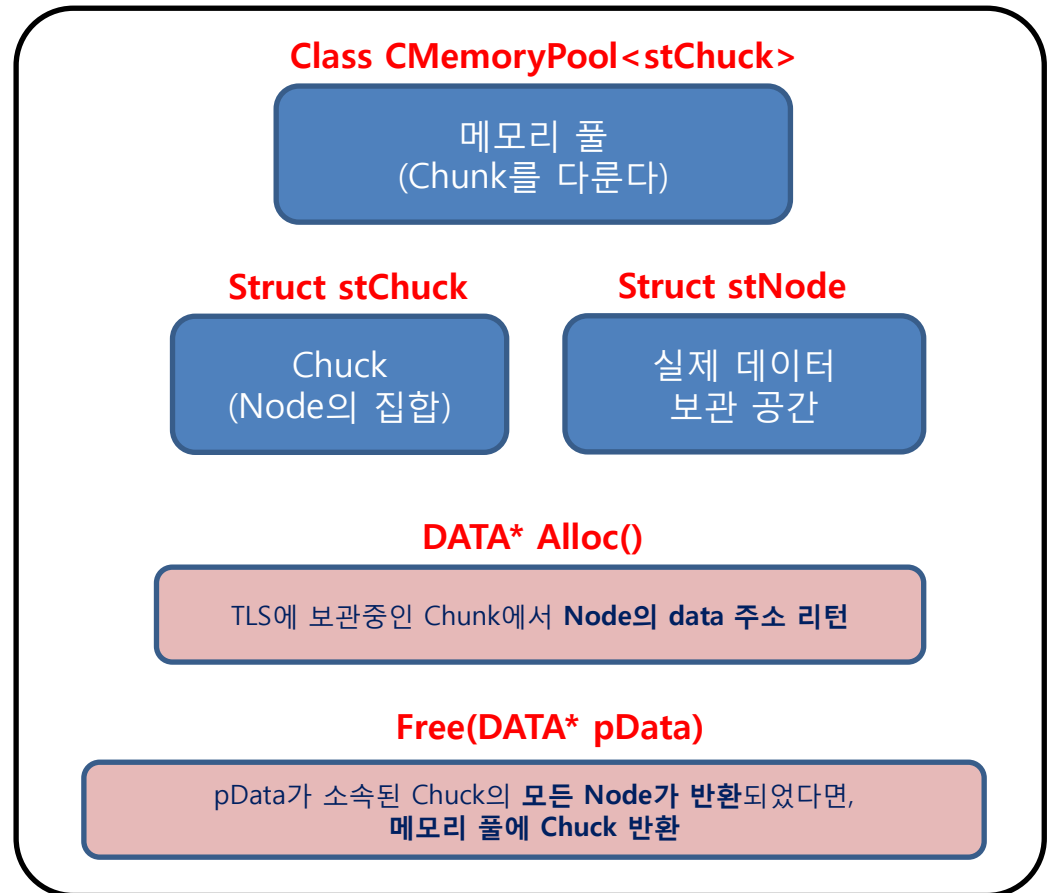 Class CMemoryPool<stChuck>
메모리 풀
(Chunk를 다룬다)
Struct stChuck
Struct stNode
Chuck
(Node의 집합)
실제 데이터
보관 공간
DATA* Alloc()
TLS에 보관중인 Chunk에서 Node의 data 주소 리턴
Free(DATA* pData)
pData가 소속된 Chuck의 모든 Node가 반환되었다면,
메모리 풀에 Chuck 반환